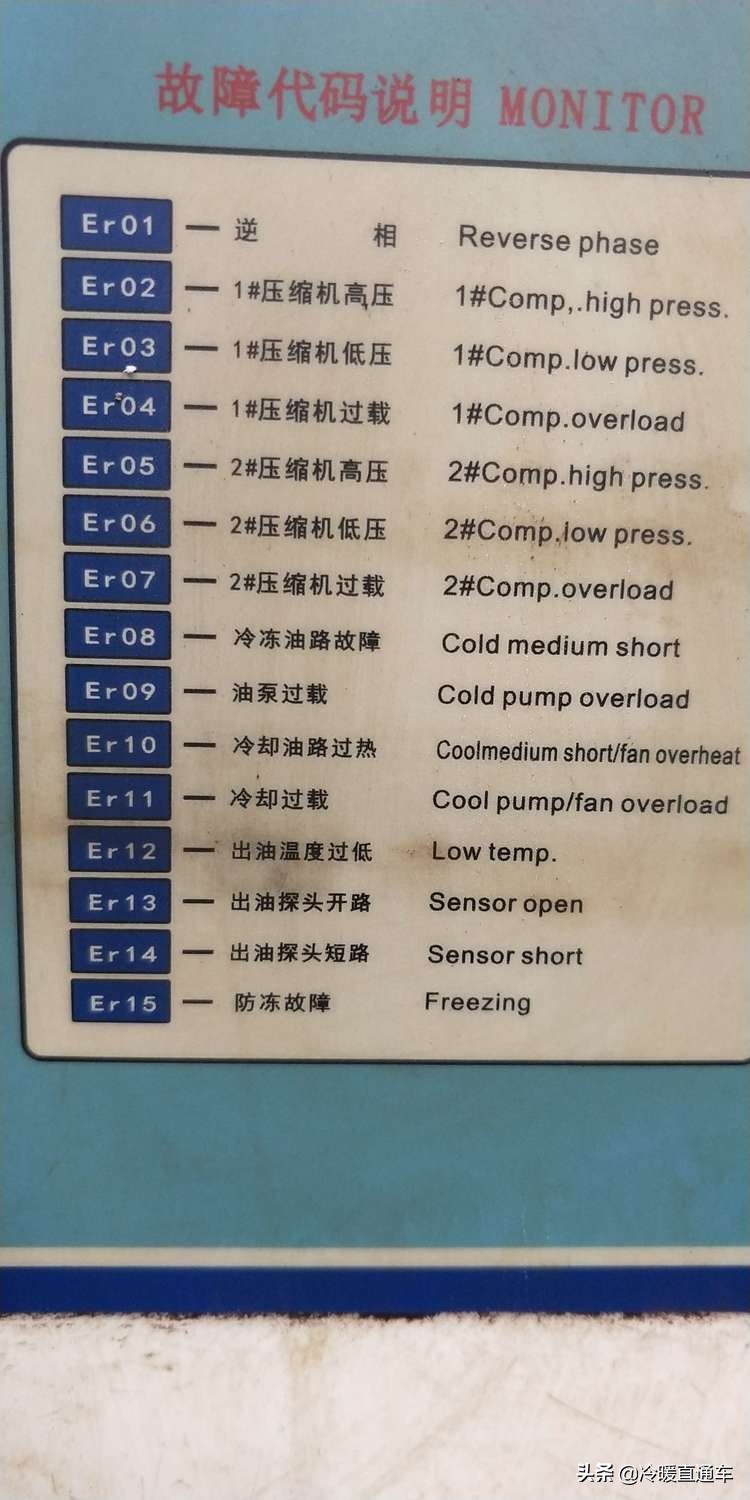 故障代码说明 MONITOR
Er01 — 逆 相 Reverse phase
Er02 — 1#压缩机高压 1#Comp,.high press.
Er03 — 1#压缩机低压 1#Comp.low press.
Er04 — 1#压缩机过载 1#Comp.overload
Er05 — 2#压缩机高压 2#Comp.high press.
Er06 — 2#压缩机低压 2#Comp.low press.
Er07 — 2#压缩机过载 2#Comp.overload
Er08 — 冷冻油路故障 Cold medium short
Er09 — 油泵过载 Cold pump overload
Er10 — 冷却油路过热 Coolmedium short/fan overheat
Er11 — 冷却过载 Cool pump/fan overload
Er12 — 出油温度过低 Low temp.
Er13 — 出油探头开路 Sensor open
Er14 — 出油探头短路 Sensor short
Er15 — 防冻故障 Freezing
头条 @冷暖直通车